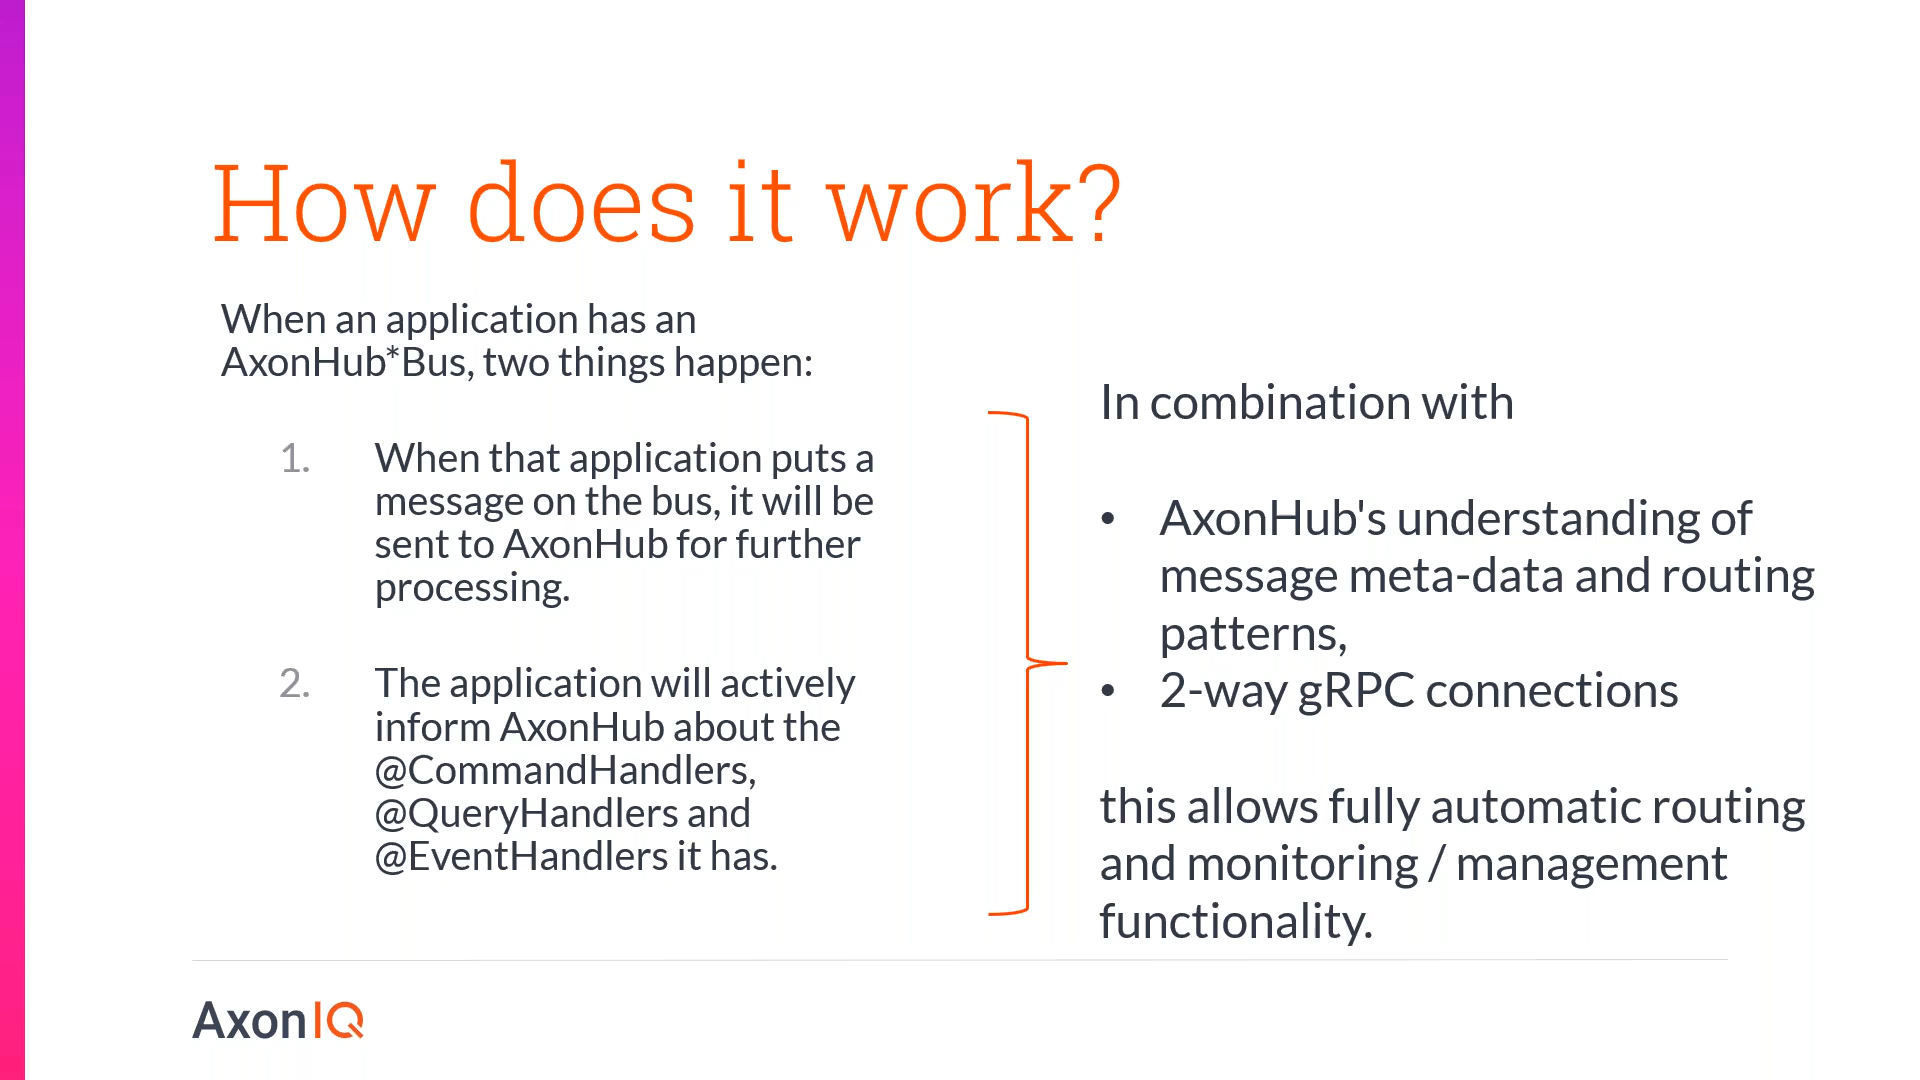 How does it work?
When an application has an
AxonHub*Bus, two things happen:
1. When that application puts a
message on the bus, it will be
sent to AxonHub for further
processing.
2. The application will actively
inform AxonHub about the
@CommandHandlers,
@QueryHandlers and
@EventHandlers it has.
In combination with
• AxonHub's understanding of
message meta-data and routing
patterns,
• 2-way gRPC connections
this allows fully automatic routing
and monitoring / management
functionality.
AxonIQ